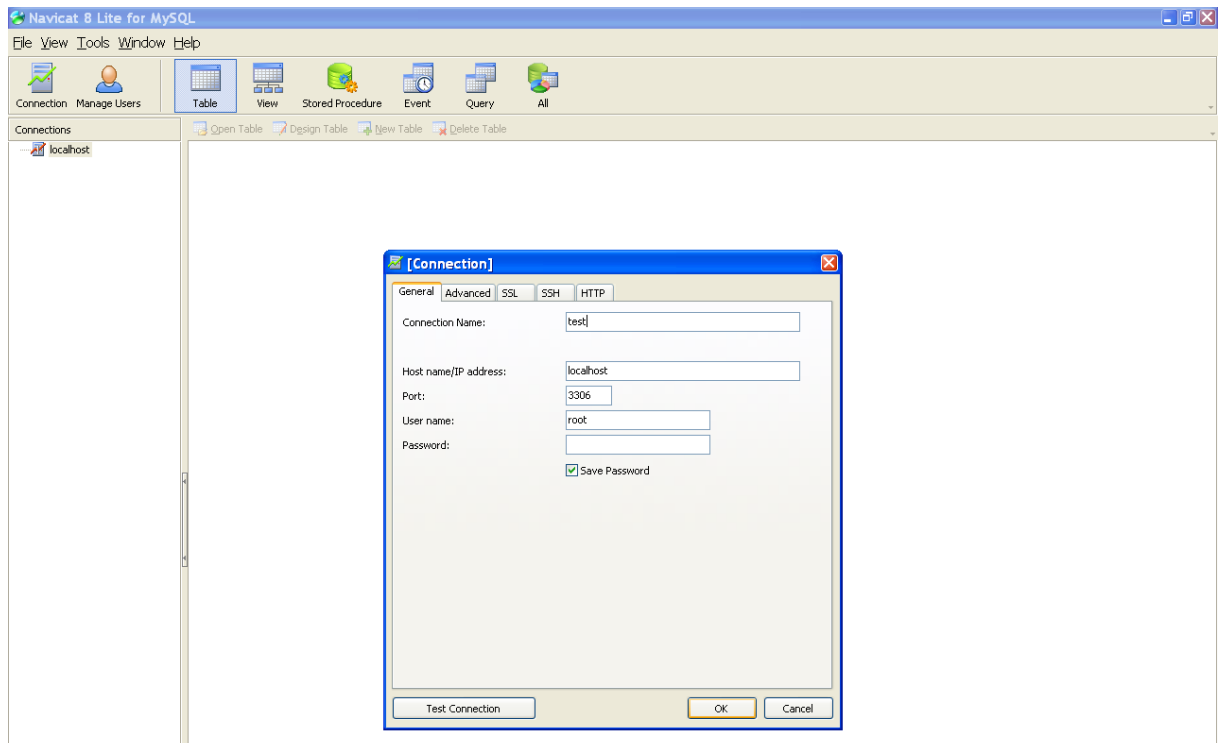 Navicat 8 Lite for MySQL
File View Tools Window Help
Connection Manage Users Table View Stored Procedure Event Query All
Connections Open Table Design Table New Table Delete Table
localhost
[Connection]
General Advanced SSL SSH HTTP
Connection Name: test
Host name/IP address: localhost
Port: 3306
User name: root
Password:
Save Password
Test Connection OK Cancel